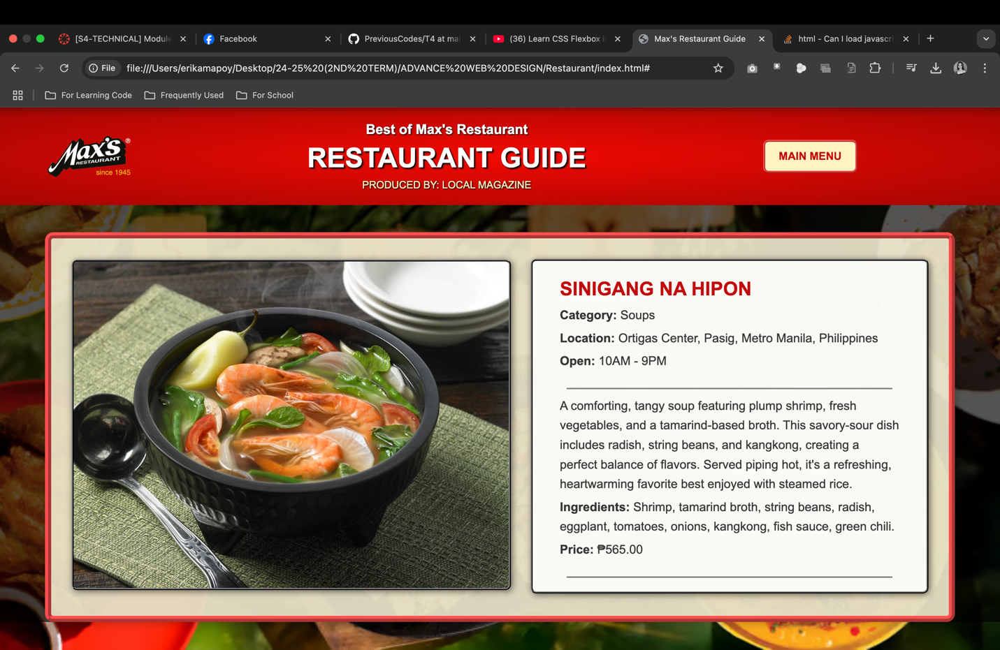 [S4-TECHNICAL] Module
Facebook
PreviousCodes/T4 at mai
(36) Learn CSS Flexbox i
Max's Restaurant Guide
html - Can I load javascri
File
file:///Users/erikamapoy/Desktop/24-25%20(2ND%20TERM)/ADVANCE%20WEB%20DESIGN/Restaurant/index.html#
For Learning Code
Frequently Used
For School
Max's®
RESTAURANT
since 1945
Best of Max's Restaurant
RESTAURANT GUIDE
PRODUCED BY: LOCAL MAGAZINE
MAIN MENU
SINIGANG NA HIPON
Category: Soups
Location: Ortigas Center, Pasig, Metro Manila, Philippines
Open: 10AM - 9PM
A comforting, tangy soup featuring plump shrimp, fresh
vegetables, and a tamarind-based broth. This savory-sour dish
includes radish, string beans, and kangkong, creating a
perfect balance of flavors. Served piping hot, it's a refreshing,
heartwarming favorite best enjoyed with steamed rice.
Ingredients: Shrimp, tamarind broth, string beans, radish,
eggplant, tomatoes, onions, kangkong, fish sauce, green chili.
Price: ₱565.00